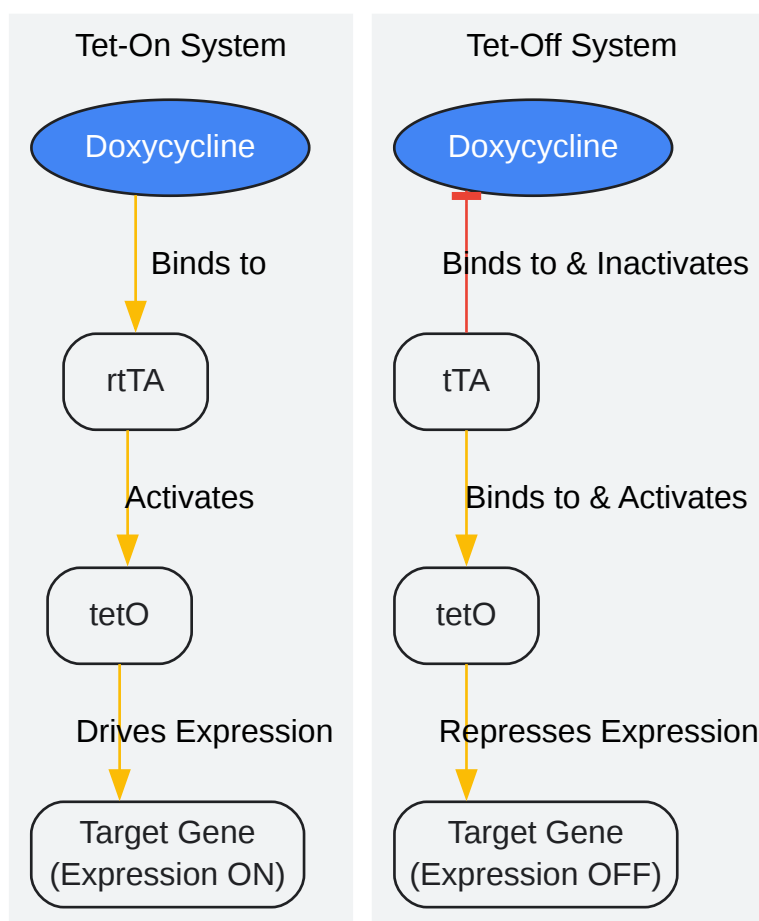 Tet-On System
Doxycycline
Binds to
rtTA
Activates
tetO
Drives Expression
Target Gene
(Expression ON)
Tet-Off System
Doxycycline
Binds to & Inactivates
tTA
Binds to & Activates
tetO
Represses Expression
Target Gene
(Expression OFF)